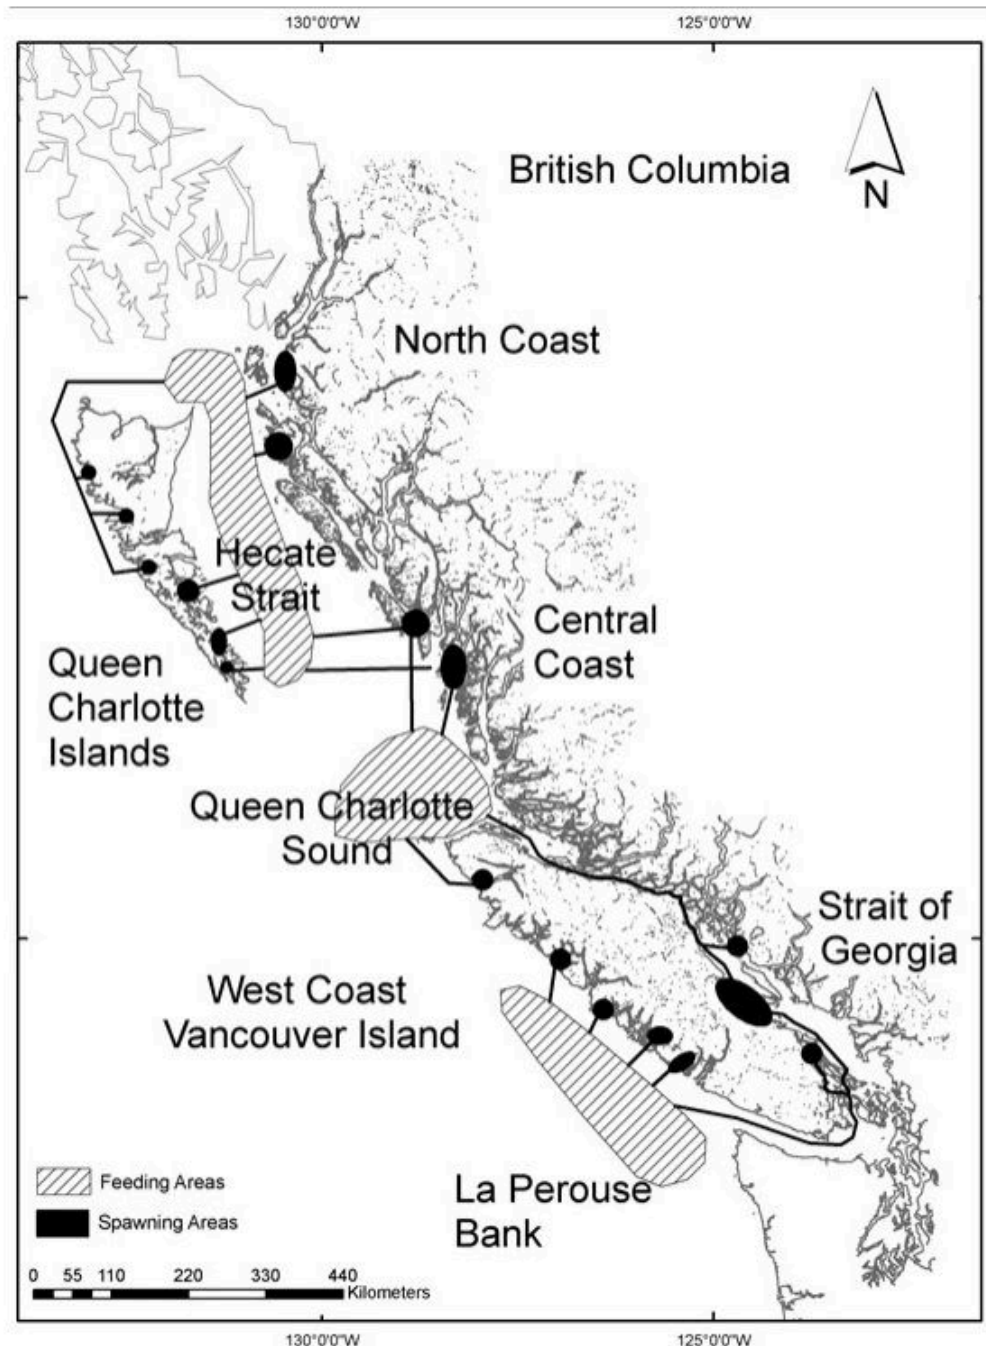 130°0'0"W
125°0'0"W
British Columbia
N
North Coast
Hecate
Strait
Central
Coast
Queen
Charlotte
Islands
Queen Charlotte
Sound
Strait of
Georgia
West Coast
Vancouver Island
La Perouse
Bank
Feeding Areas
Spawning Areas
0 55 110 220 330 440
Kilometers
130°0'0"W
125°0'0"W